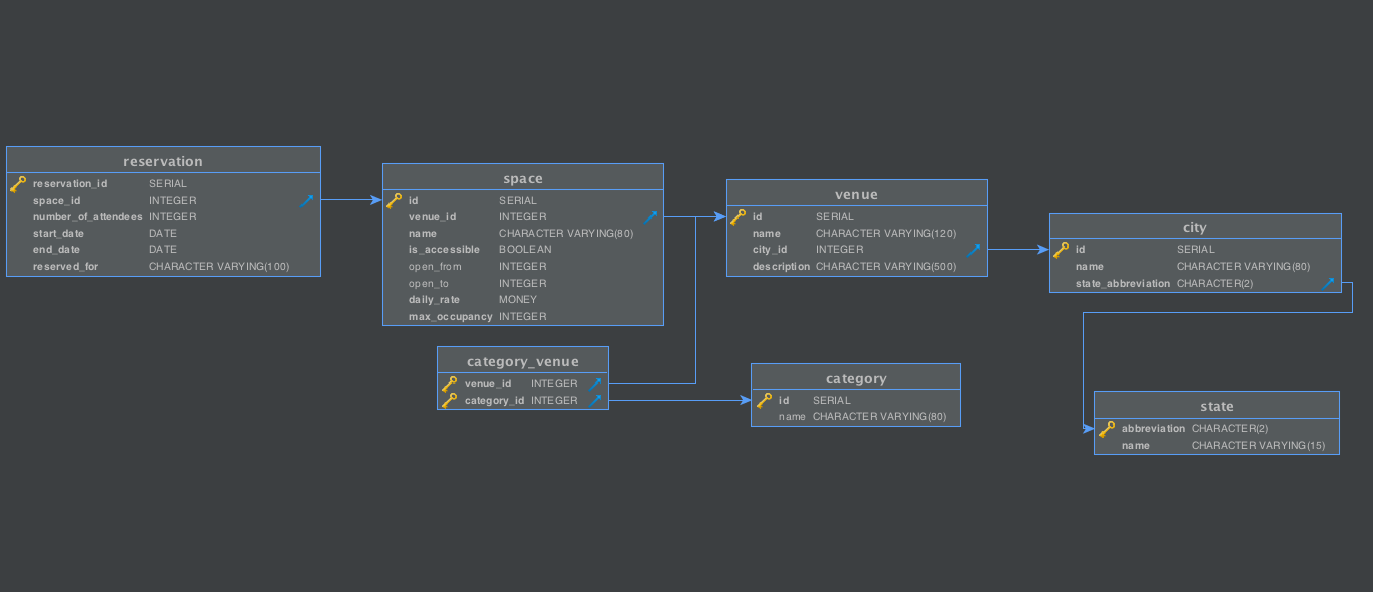 reservation
reservation_id SERIAL
space_id INTEGER
number_of_attendees INTEGER
start_date DATE
end_date DATE
reserved_for CHARACTER VARYING(100)
space
id SERIAL
venue_id INTEGER
name CHARACTER VARYING(80)
is_accessible BOOLEAN
open_from INTEGER
open_to INTEGER
daily_rate MONEY
max_occupancy INTEGER
venue
id SERIAL
name CHARACTER VARYING(120)
city_id INTEGER
description CHARACTER VARYING(500)
city
id SERIAL
name CHARACTER VARYING(80)
state_abbreviation CHARACTER(2)
category_venue
venue_id INTEGER
category_id INTEGER
category
id SERIAL
name CHARACTER VARYING(80)
state
abbreviation CHARACTER(2)
name CHARACTER VARYING(15)